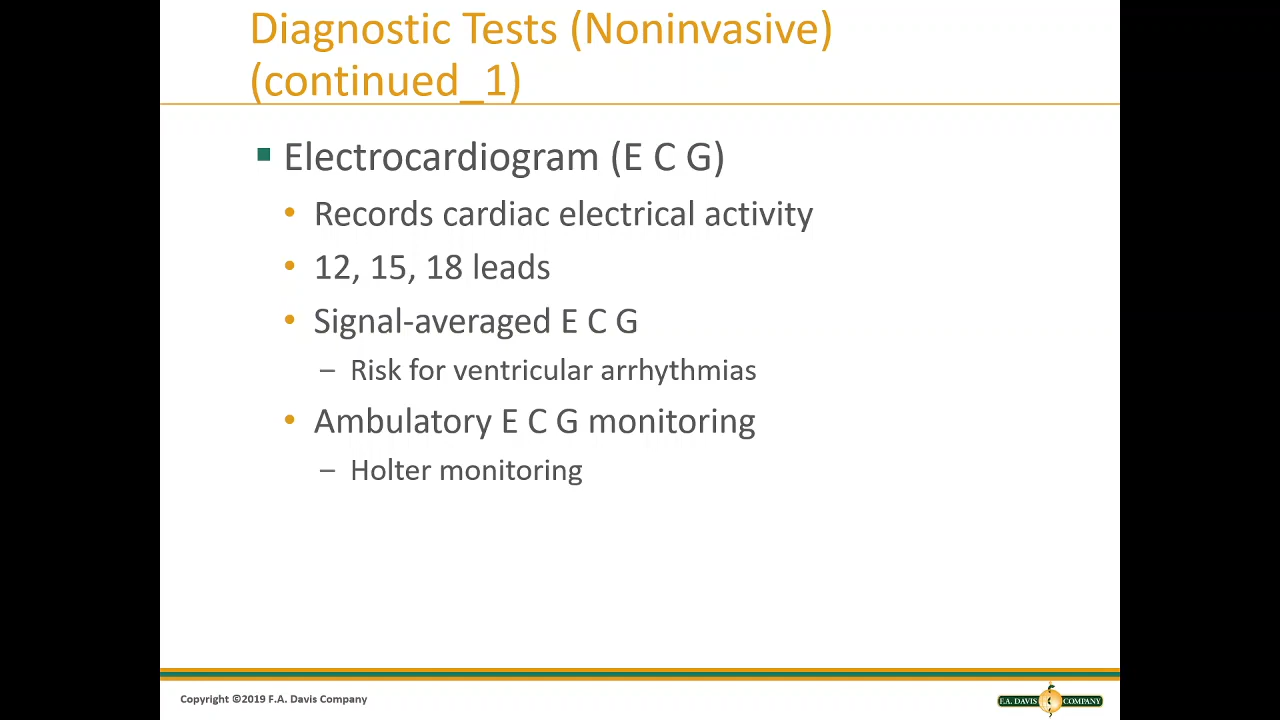 Diagnostic Tests (Noninvasive)
(continued_1)
Electrocardiogram (E C G)
Records cardiac electrical activity
12, 15, 18 leads
Signal-averaged E C G
– Risk for ventricular arrhythmias
Ambulatory E C G monitoring
– Holter monitoring
Copyright ©2019 F.A. Davis Company
F.A. DAVIS COMPANY